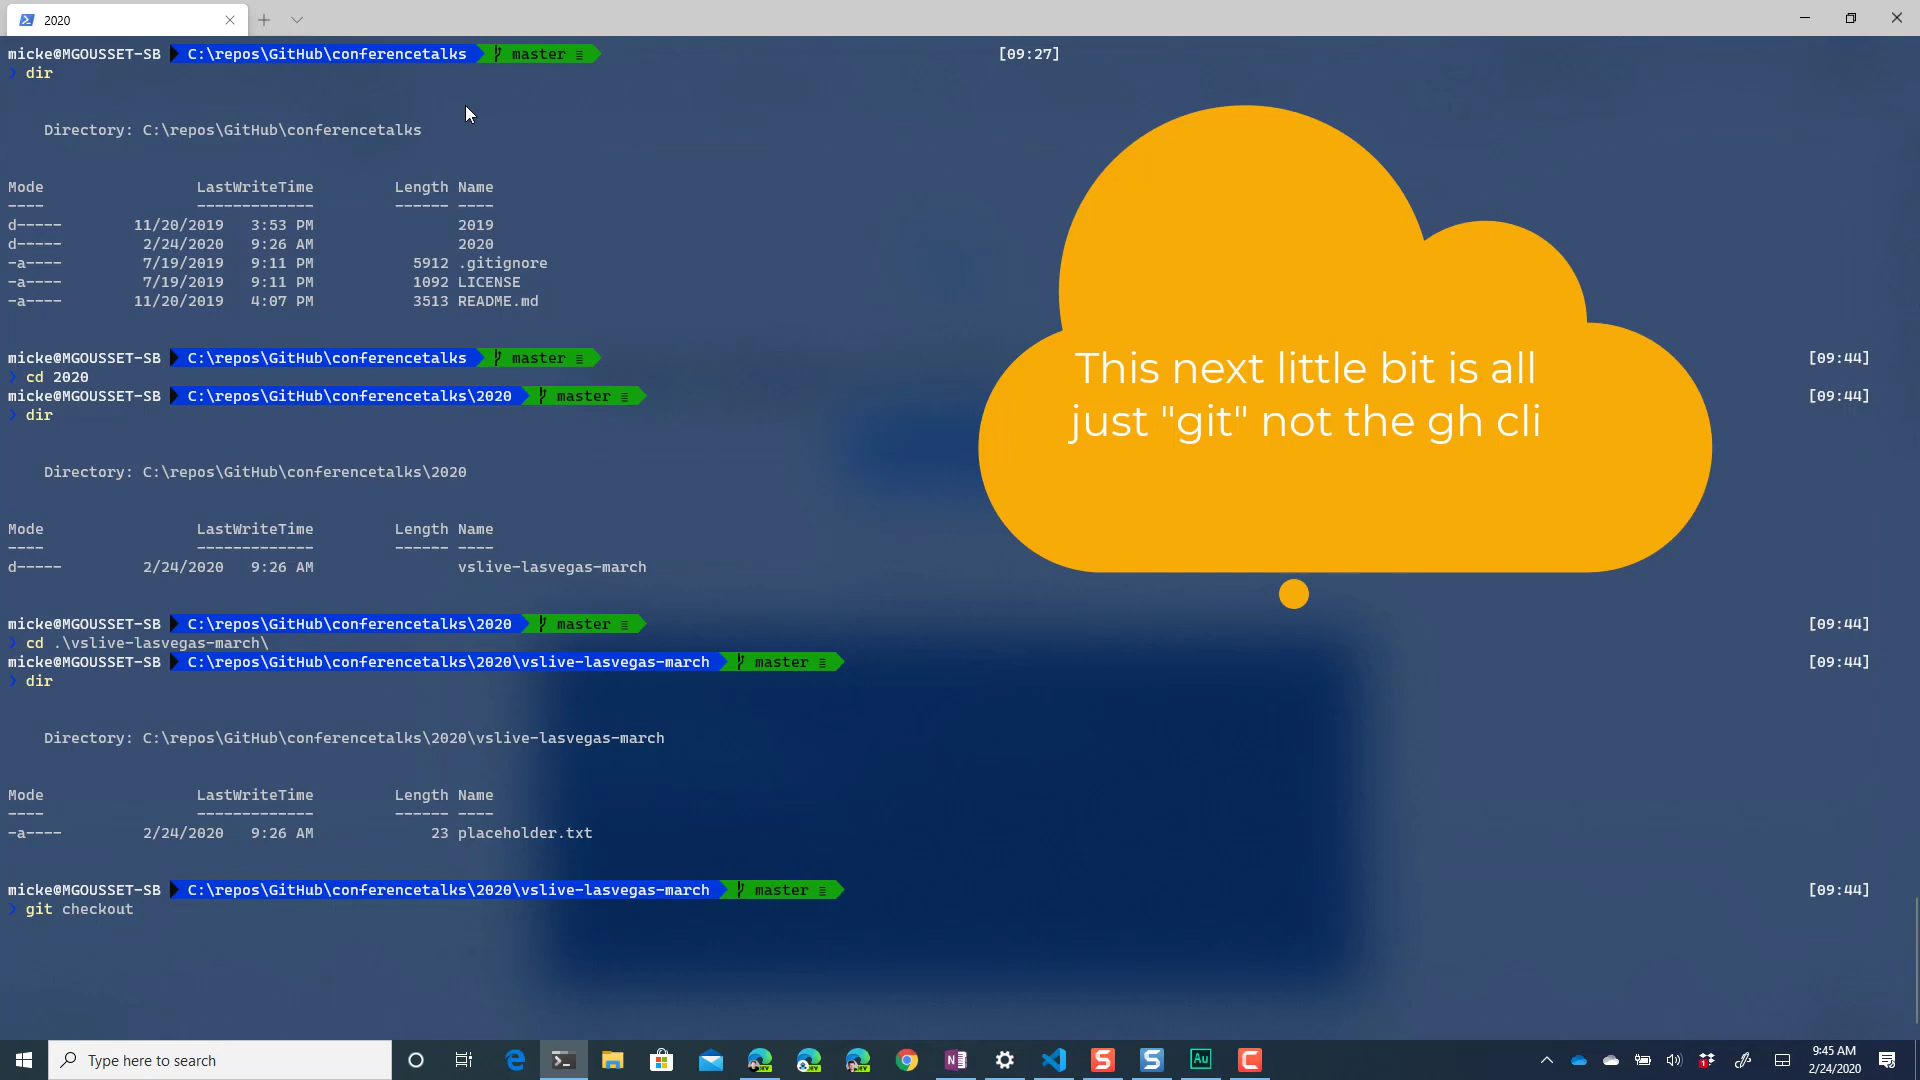 2020
micke@MGOUSSET-SB C:\repos\GitHub\conferencetalks master ≡ [09:27]
❯ dir
Directory: C:\repos\GitHub\conferencetalks
Mode LastWriteTime Length Name
---- ------------- ------ ----
d----- 11/20/2019 3:53 PM 2019
d----- 2/24/2020 9:26 AM 2020
-a---- 7/19/2019 9:11 PM 5912 .gitignore
-a---- 7/19/2019 9:11 PM 1092 LICENSE
-a---- 11/20/2019 4:07 PM 3513 README.md
This next little bit is all
just "git" not the gh cli
micke@MGOUSSET-SB C:\repos\GitHub\conferencetalks master ≡ [09:44]
❯ cd 2020
micke@MGOUSSET-SB C:\repos\GitHub\conferencetalks\2020 master ≡ [09:44]
❯ dir
Directory: C:\repos\GitHub\conferencetalks\2020
Mode LastWriteTime Length Name
---- ------------- ------ ----
d----- 2/24/2020 9:26 AM vslive-lasvegas-march
micke@MGOUSSET-SB C:\repos\GitHub\conferencetalks\2020 master ≡ [09:44]
❯ cd .\vslive-lasvegas-march\
micke@MGOUSSET-SB C:\repos\GitHub\conferencetalks\2020\vslive-lasvegas-march master ≡ [09:44]
❯ dir
Directory: C:\repos\GitHub\conferencetalks\2020\vslive-lasvegas-march
Mode LastWriteTime Length Name
---- ------------- ------ ----
-a---- 2/24/2020 9:26 AM 23 placeholder.txt
micke@MGOUSSET-SB C:\repos\GitHub\conferencetalks\2020\vslive-lasvegas-march master ≡ [09:44]
❯ git checkout
Type here to search
9:45 AM
2/24/2020